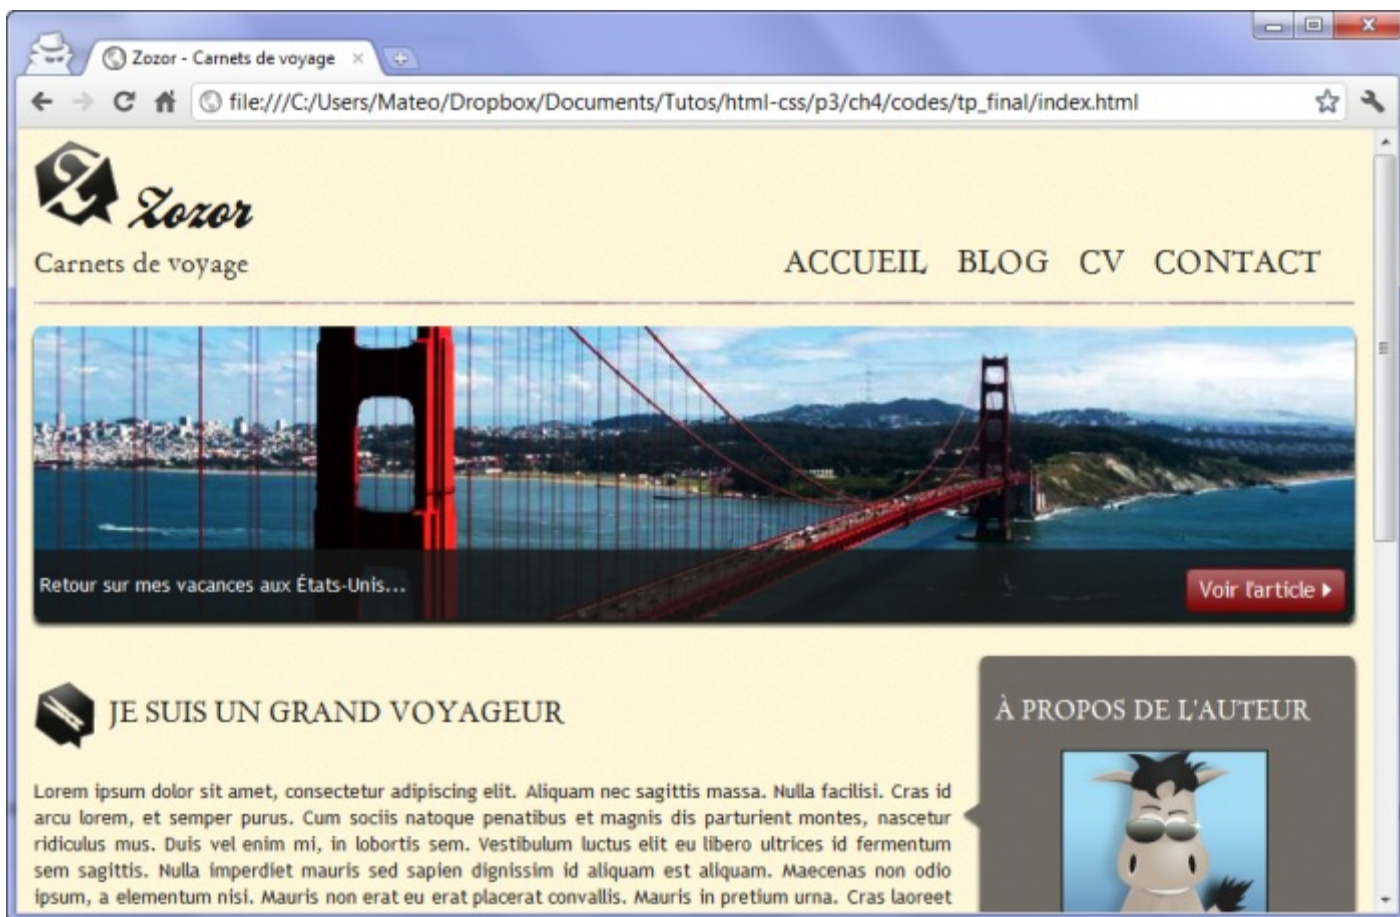 Zozor - Carnets de voyage
file:///C:/Users/Mateo/Dropbox/Documents/Tutos/html-css/p3/ch4/codes/tp_final/index.html
Zozor
Carnets de voyage
ACCUEIL BLOG CV CONTACT
Retour sur mes vacances aux États-Unis...
Voir l'article
JE SUIS UN GRAND VOYAGEUR
Lorem ipsum dolor sit amet, consectetur adipiscing elit. Aliquam nec sagittis massa. Nulla facilisi. Cras id
arcu lorem, et semper purus. Cum sociis natoque penatibus et magnis dis parturient montes, nascetur
ridiculus mus. Duis vel enim mi, in lobortis sem. Vestibulum luctus elit eu libero ultrices id fermentum
sem sagittis. Nulla imperdiet mauris sed sapien dignissim id aliquam est aliquam. Maecenas non odio
ipsum, a elementum nisi. Mauris non erat eu erat placerat convallis. Mauris in pretium urna. Cras laoreet
À PROPOS DE L'AUTEUR